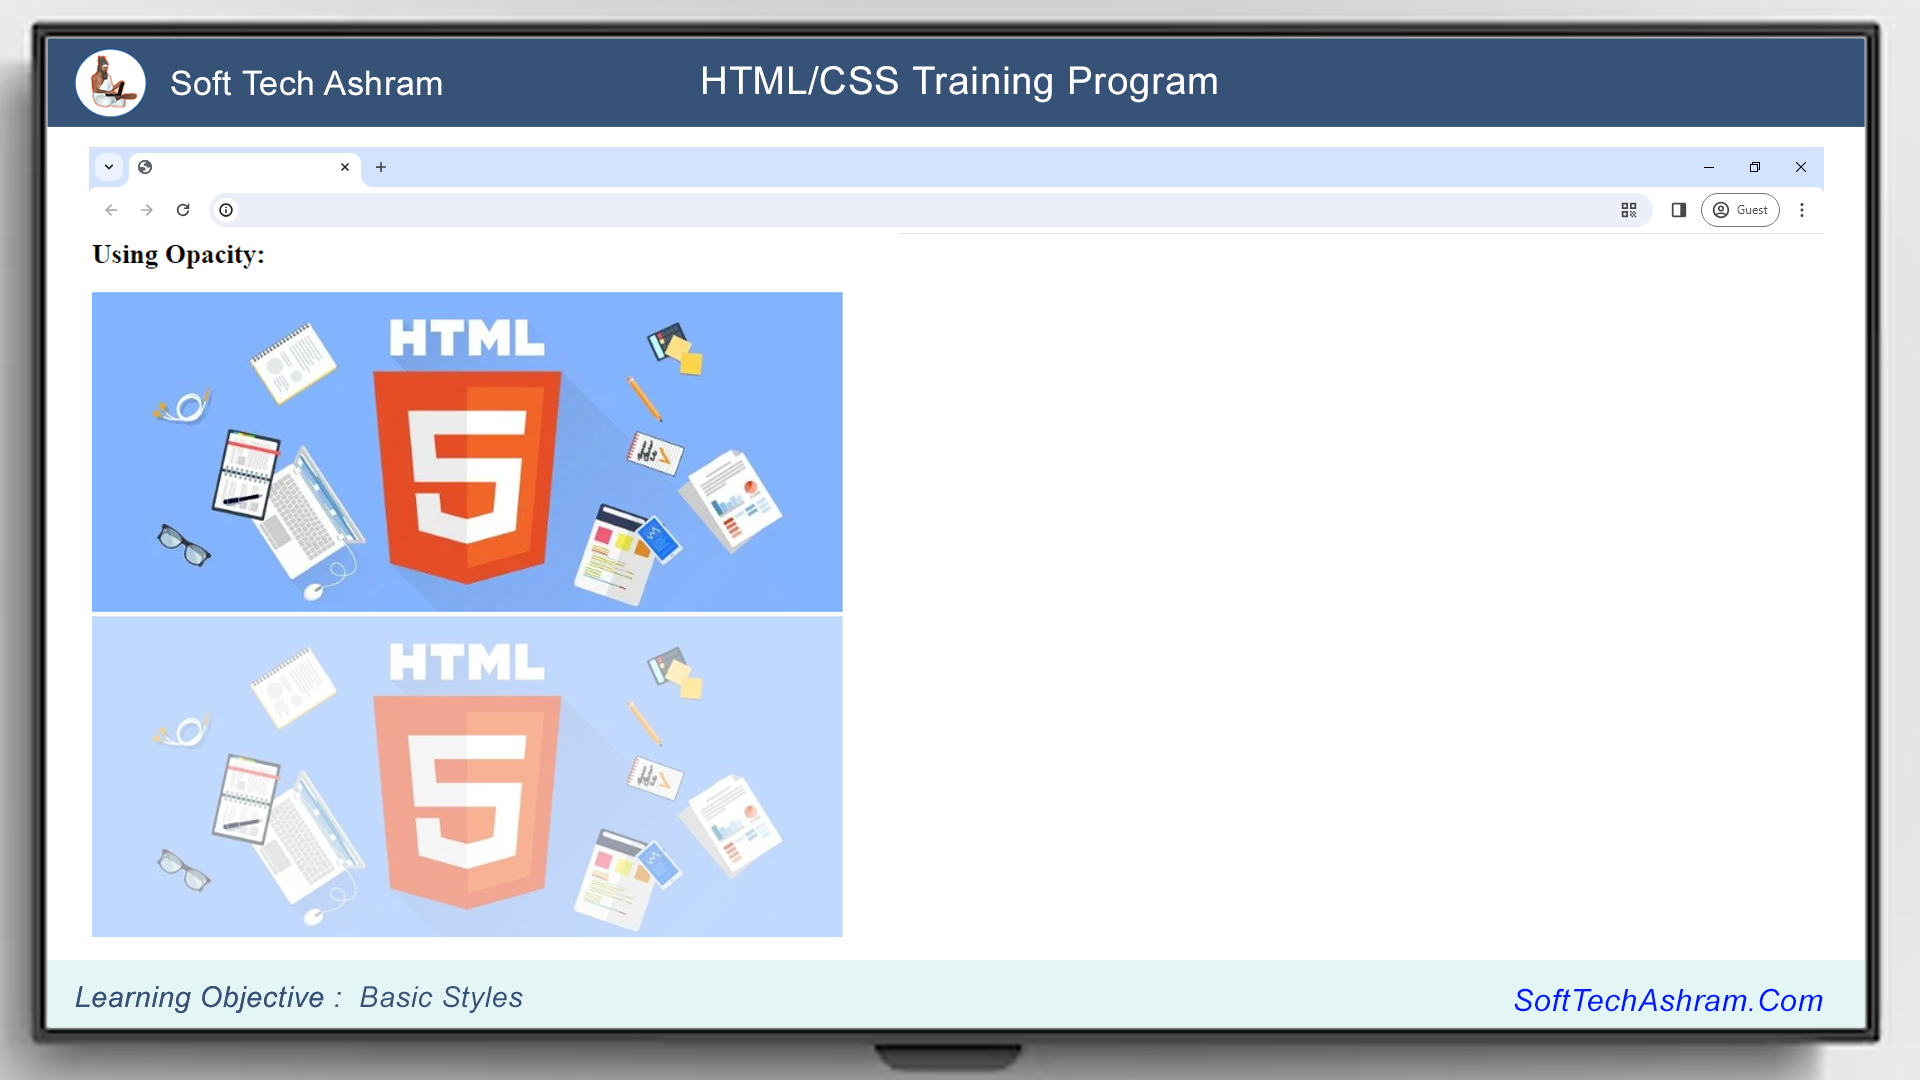 Soft Tech Ashram
HTML/CSS Training Program
Guest
Using Opacity:
HTML
5
HTML
5
Learning Objective : Basic Styles
SoftTechAshram.Com